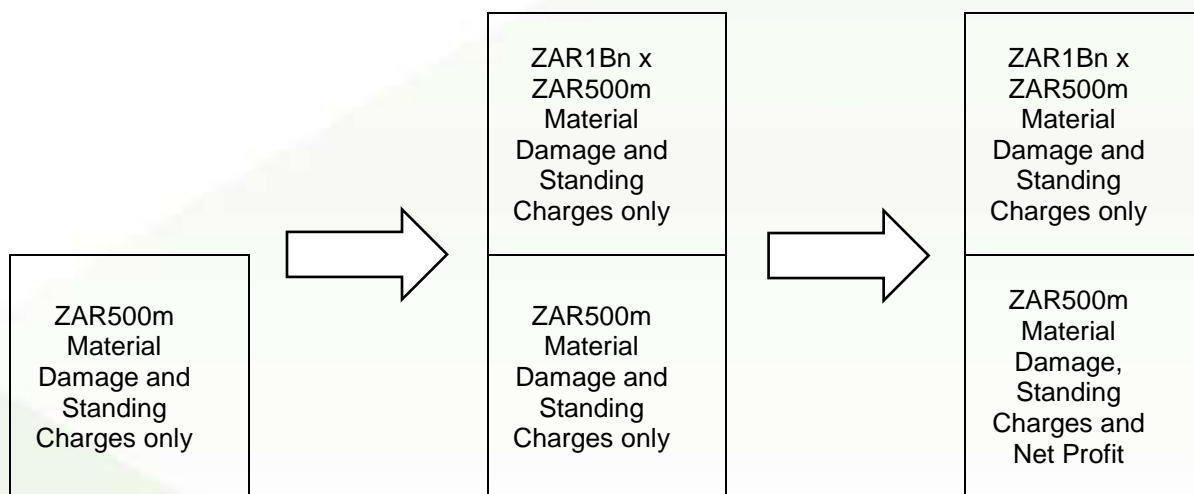 ZAR500m
Material
Damage and
Standing
Charges only
ZAR1Bn x
ZAR500m
Material
Damage and
Standing
Charges only
ZAR500m
Material
Damage and
Standing
Charges only
ZAR1Bn x
ZAR500m
Material
Damage and
Standing
Charges only
ZAR500m
Material
Damage,
Standing
Charges and
Net Profit